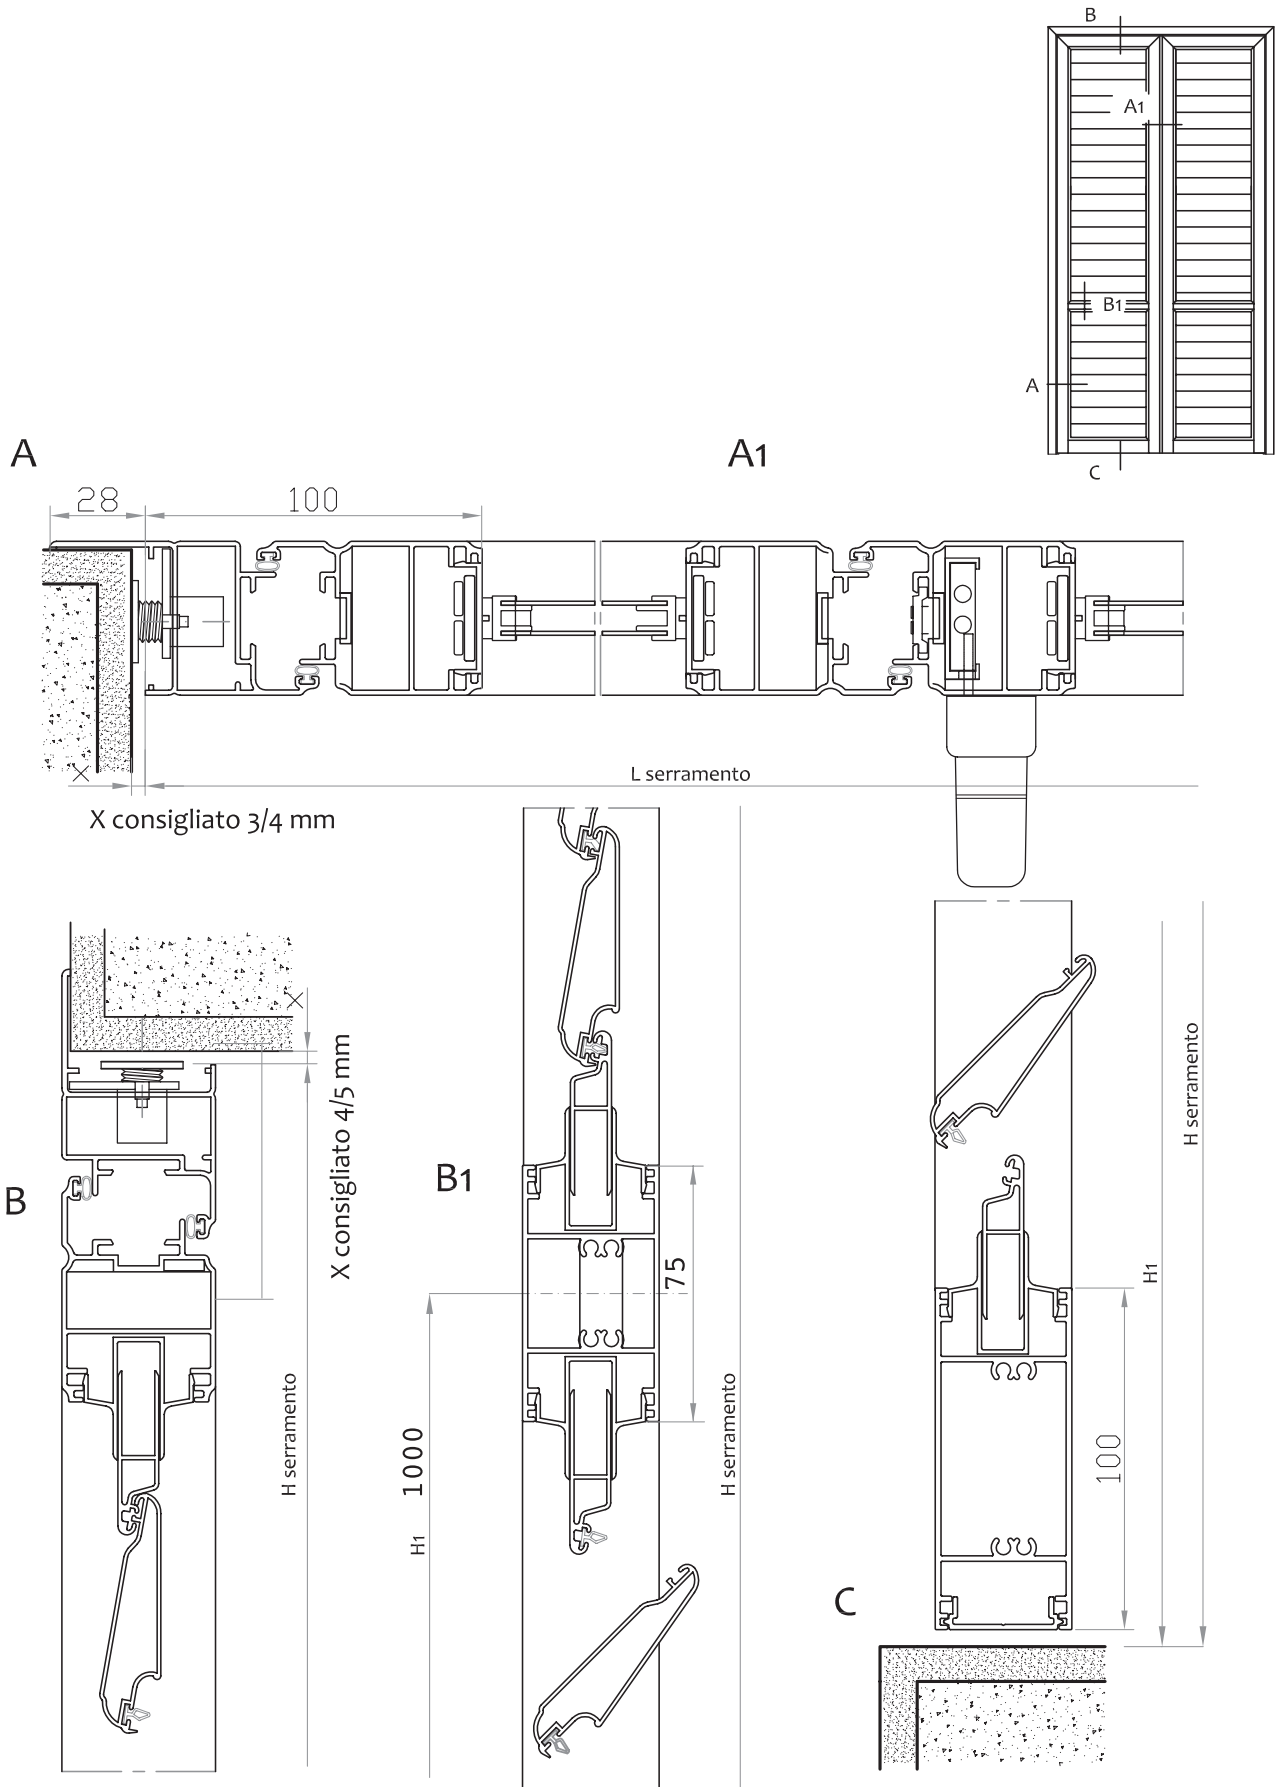 B
A1
B1
A
C
A
A1
28
100
X
L serramento
X consigliato 3/4 mm
X
X consigliato 4/5 mm
H serramento
B
B1
75
1000
H1
H serramento
C
100
H1
H serramento